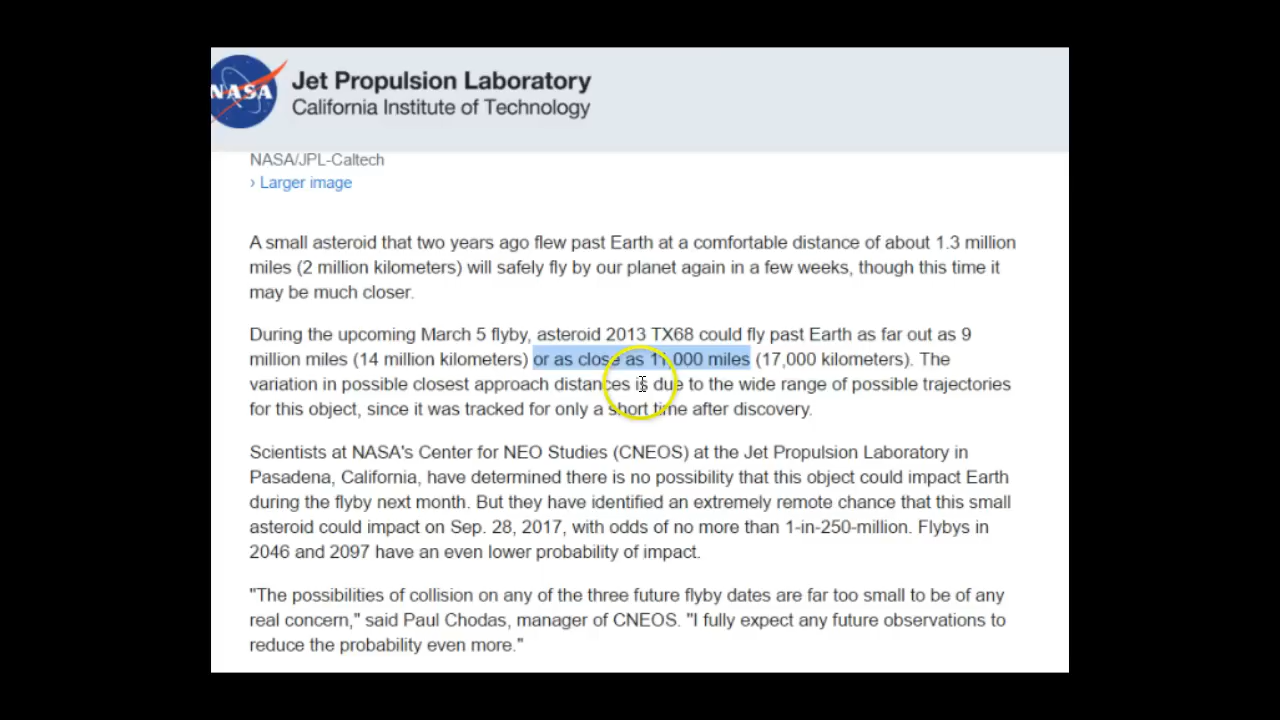 NASA
Jet Propulsion Laboratory
California Institute of Technology
NASA/JPL-Caltech
› Larger image
A small asteroid that two years ago flew past Earth at a comfortable distance of about 1.3 million
miles (2 million kilometers) will safely fly by our planet again in a few weeks, though this time it
may be much closer.
During the upcoming March 5 flyby, asteroid 2013 TX68 could fly past Earth as far out as 9
million miles (14 million kilometers) or as close as 11,000 miles (17,000 kilometers). The
variation in possible closest approach distances is due to the wide range of possible trajectories
for this object, since it was tracked for only a short time after discovery.
Scientists at NASA's Center for NEO Studies (CNEOS) at the Jet Propulsion Laboratory in
Pasadena, California, have determined there is no possibility that this object could impact Earth
during the flyby next month. But they have identified an extremely remote chance that this small
asteroid could impact on Sep. 28, 2017, with odds of no more than 1-in-250-million. Flybys in
2046 and 2097 have an even lower probability of impact.
"The possibilities of collision on any of the three future flyby dates are far too small to be of any
real concern," said Paul Chodas, manager of CNEOS. "I fully expect any future observations to
reduce the probability even more."